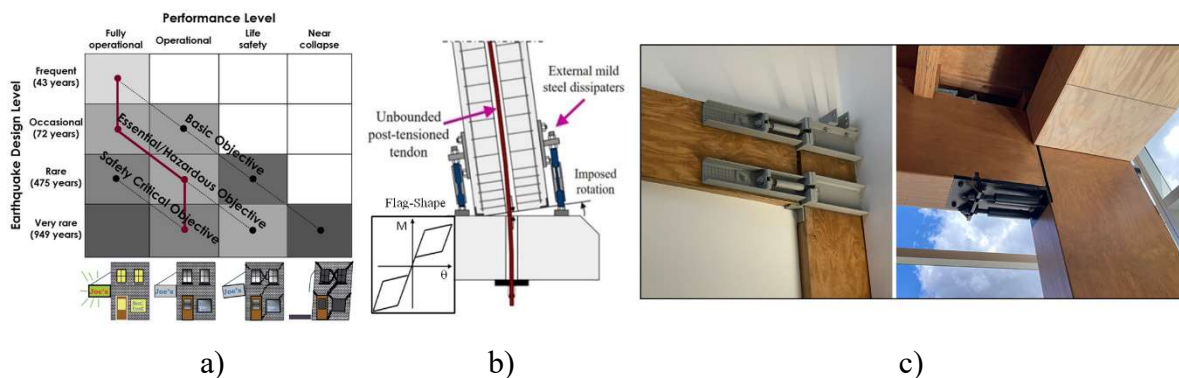 Performance Level
Fully operational
Operational
Life safety
Near collapse
Earthquake Design Level
Frequent (43 years)
Occasional (72 years)
Rare (475 years)
Very rare (949 years)
Basic Objective
Essential/Hazardous Objective
Safety Critical Objective
Joe's
Joe's
Joe's
Unbounded post-tensioned tendon
External mild steel dissipaters
Imposed rotation
Flag-Shape
M
θ
a)
b)
c)